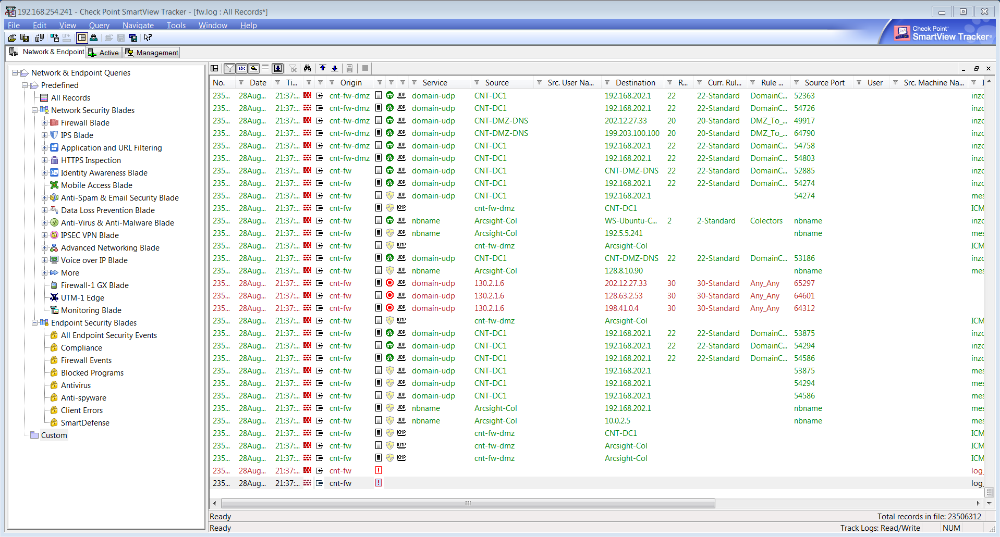 192.168.254.241 - Check Point SmartView Tracker - [fw.log : All Records*]
File Edit View Query Navigate Tools Window Help
Check Point
SmartView Tracker
Network & Endpoint Active Management
Network & Endpoint Queries
Predefined
All Records
Network Security Blades
Firewall Blade
IPS Blade
Application and URL Filtering
HTTPS Inspection
Identity Awareness Blade
Mobile Access Blade
Anti-Spam & Email Security Blade
Data Loss Prevention Blade
Anti-Virus & Anti-Malware Blade
IPSEC VPN Blade
Advanced Networking Blade
Voice over IP Blade
More
Firewall-1 GX Blade
UTM-1 Edge
Monitoring Blade
Endpoint Security Blades
All Endpoint Security Events
Compliance
Firewall Events
Blocked Programs
Antivirus
Anti-spyware
Client Errors
SmartDefense
Custom
No. Date Ti... Origin Service Source Src. User Na... Destination R... Curr. Rul... Rule ... Source Port User Src. Machine Na... I
235... 28Aug... 21:37:... cnt-fw-dmz UDP domain-udp CNT-DC1 192.168.202.1 22 22-Standard DomainC... 52363 inzc
235... 28Aug... 21:37:... cnt-fw-dmz UDP domain-udp CNT-DC1 192.168.202.1 22 22-Standard DomainC... 54726 inzc
235... 28Aug... 21:37:... cnt-fw-dmz UDP domain-udp CNT-DMZ-DNS 202.12.27.33 20 20-Standard DMZ_To_... 49917 inzc
235... 28Aug... 21:37:... cnt-fw-dmz UDP domain-udp CNT-DMZ-DNS 199.203.100.100 20 20-Standard DMZ_To_... 64790 inzc
235... 28Aug... 21:37:... cnt-fw-dmz UDP domain-udp CNT-DC1 192.168.202.1 22 22-Standard DomainC... 54758 inzc
235... 28Aug... 21:37:... cnt-fw-dmz UDP domain-udp CNT-DC1 192.168.202.1 22 22-Standard DomainC... 54803 inzc
235... 28Aug... 21:37:... cnt-fw UDP domain-udp CNT-DC1 CNT-DMZ-DNS 22 22-Standard DomainC... 52885 inzc
235... 28Aug... 21:37:... cnt-fw UDP domain-udp CNT-DC1 192.168.202.1 22 22-Standard DomainC... 54274 inzc
235... 28Aug... 21:37:... cnt-fw UDP domain-udp CNT-DC1 192.168.202.1 54274 mes
235... 28Aug... 21:37:... cnt-fw ICMP cnt-fw-dmz CNT-DC1 ICM
235... 28Aug... 21:37:... cnt-fw UDP nbname Arcsight-Col WS-Ubuntu-C... 2 2-Standard Colectors nbname inzc
235... 28Aug... 21:37:... cnt-fw UDP nbname Arcsight-Col 192.5.5.241 nbname mes
235... 28Aug... 21:37:... cnt-fw ICMP cnt-fw-dmz Arcsight-Col ICM
235... 28Aug... 21:37:... cnt-fw UDP domain-udp CNT-DC1 CNT-DMZ-DNS 22 22-Standard DomainC... 53186 inzc
235... 28Aug... 21:37:... cnt-fw UDP nbname Arcsight-Col 128.8.10.90 nbname mes
235... 28Aug... 21:37:... cnt-fw UDP domain-udp 130.2.1.6 202.12.27.33 30 30-Standard Any_Any 65297
235... 28Aug... 21:37:... cnt-fw UDP domain-udp 130.2.1.6 128.63.2.53 30 30-Standard Any_Any 64601
235... 28Aug... 21:37:... cnt-fw UDP domain-udp 130.2.1.6 198.41.0.4 30 30-Standard Any_Any 64312
235... 28Aug... 21:37:... cnt-fw ICMP cnt-fw-dmz Arcsight-Col ICM
235... 28Aug... 21:37:... cnt-fw UDP domain-udp CNT-DC1 192.168.202.1 22 22-Standard DomainC... 53875 inzc
235... 28Aug... 21:37:... cnt-fw UDP domain-udp CNT-DC1 192.168.202.1 22 22-Standard DomainC... 54294 inzc
235... 28Aug... 21:37:... cnt-fw UDP domain-udp CNT-DC1 192.168.202.1 22 22-Standard DomainC... 54586 inzc
235... 28Aug... 21:37:... cnt-fw UDP domain-udp CNT-DC1 192.168.202.1 53875 mes
235... 28Aug... 21:37:... cnt-fw UDP domain-udp CNT-DC1 192.168.202.1 54294 mes
235... 28Aug... 21:37:... cnt-fw UDP domain-udp CNT-DC1 192.168.202.1 54586 mes
235... 28Aug... 21:37:... cnt-fw UDP nbname Arcsight-Col 192.168.202.1 nbname mes
235... 28Aug... 21:37:... cnt-fw UDP nbname Arcsight-Col 10.0.2.5 nbname mes
235... 28Aug... 21:37:... cnt-fw ICMP cnt-fw-dmz CNT-DC1 ICM
235... 28Aug... 21:37:... cnt-fw ICMP cnt-fw-dmz Arcsight-Col ICM
235... 28Aug... 21:37:... cnt-fw ICMP cnt-fw-dmz Arcsight-Col ICM
235... 28Aug... 21:37:... cnt-fw log_
235... 28Aug... 21:37:... cnt-fw log_
Ready Total records in file: 23506312
Ready Track Logs: Read/Write NUM